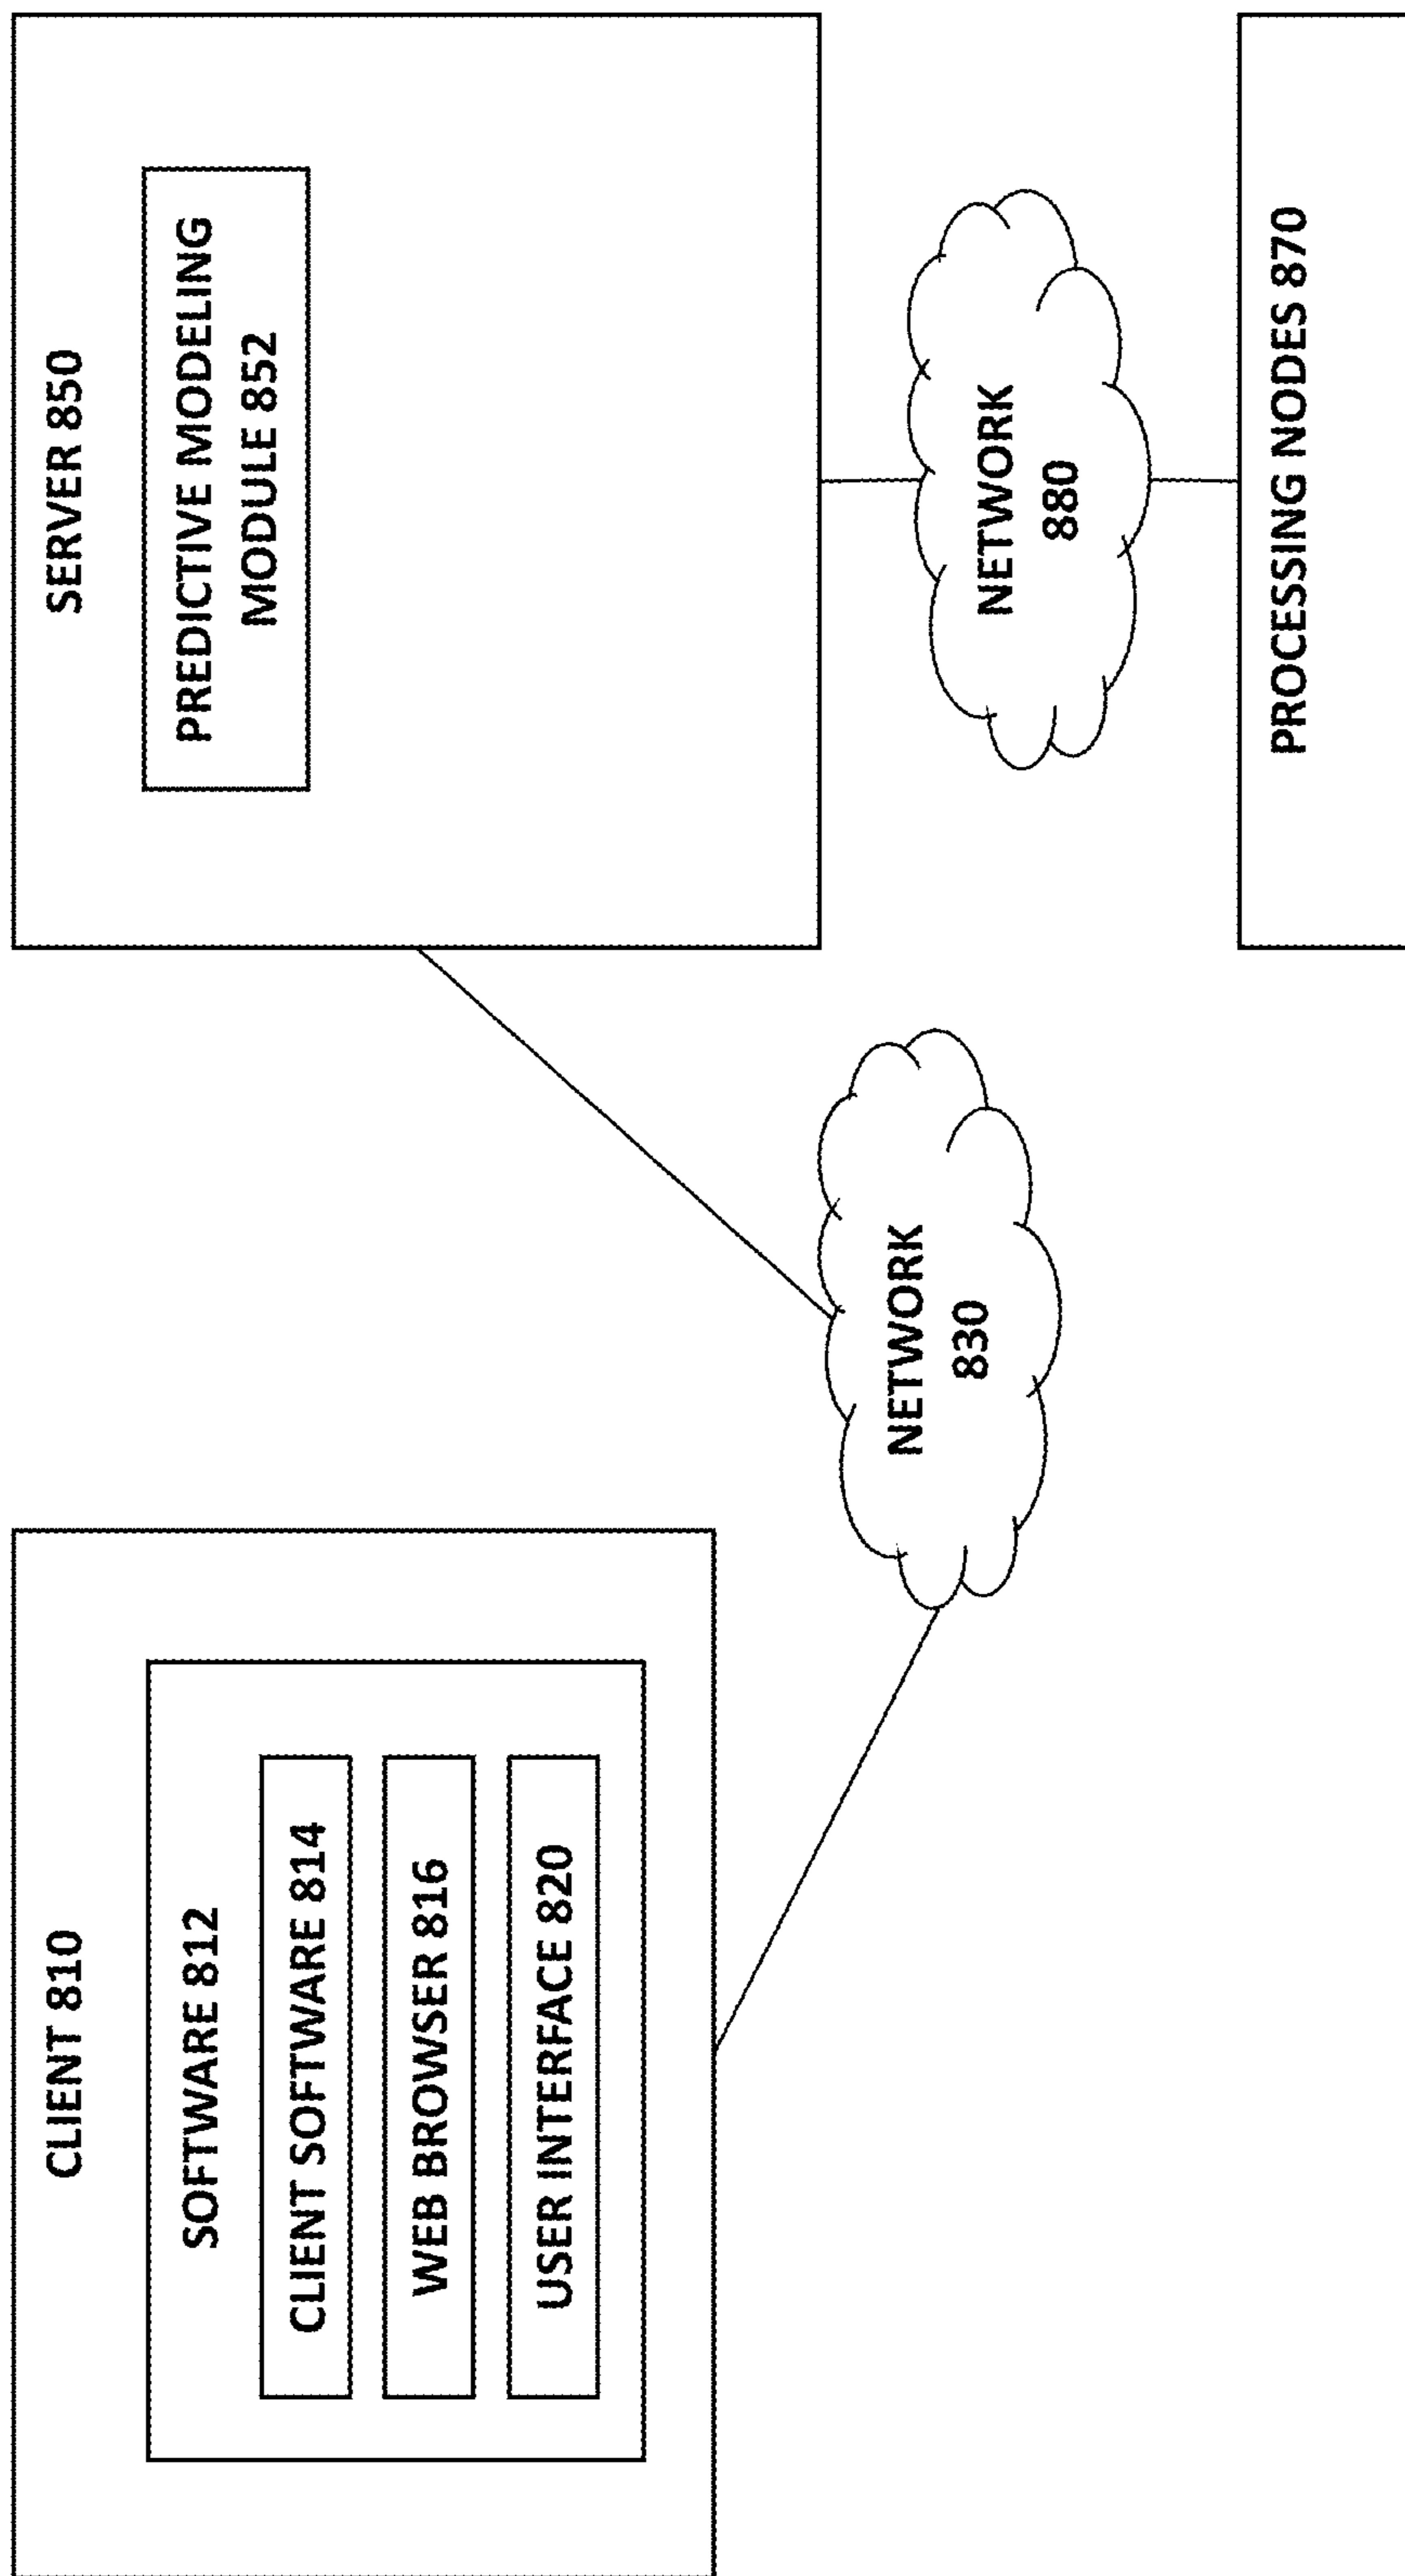 CLIENT 810
SOFTWARE 812
CLIENT SOFTWARE 814
WEB BROWSER 816
USER INTERFACE 820
NETWORK
830
SERVER 850
PREDICTIVE MODELING
MODULE 852
NETWORK
880
PROCESSING NODES 870